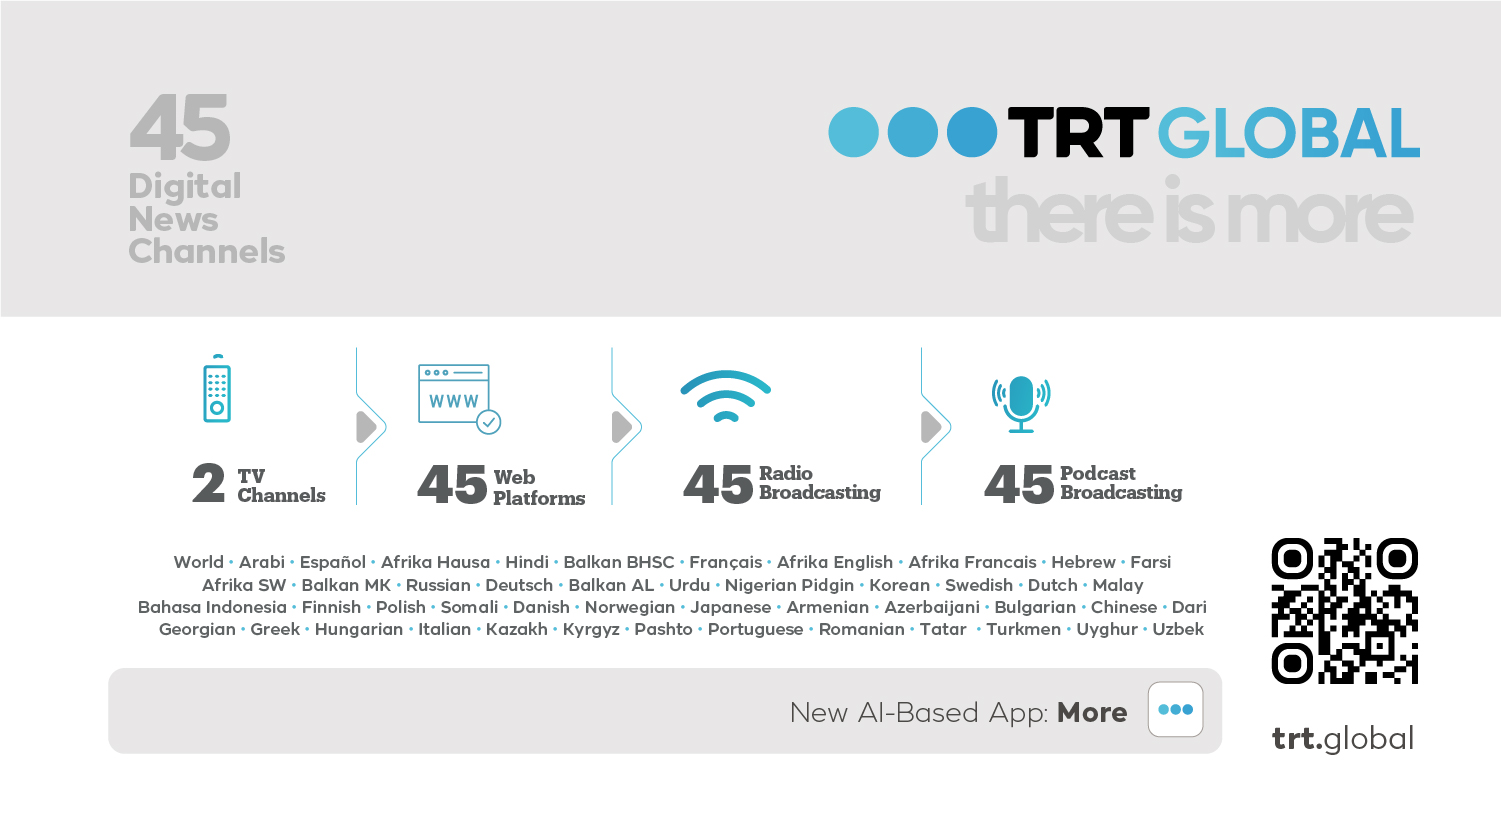 45
Digital
News
Channels
TRT GLOBAL
there is more
WWW
2 TV
Channels
45 Web
Platforms
45 Radio
Broadcasting
45 Podcast
Broadcasting
World • Arabi • Español • Afrika Hausa • Hindi • Balkan BHSC • Français • Afrika English • Afrika Francais • Hebrew • Farsi
Afrika SW • Balkan MK • Russian • Deutsch • Balkan AL • Urdu • Nigerian Pidgin • Korean • Swedish • Dutch • Malay
Bahasa Indonesia • Finnish • Polish • Somali • Danish • Norwegian • Japanese • Armenian • Azerbaijani • Bulgarian • Chinese • Dari
Georgian • Greek • Hungarian • Italian • Kazakh • Kyrgyz • Pashto • Portuguese • Romanian • Tatar • Turkmen • Uyghur • Uzbek
New AI-Based App: More
trt.global